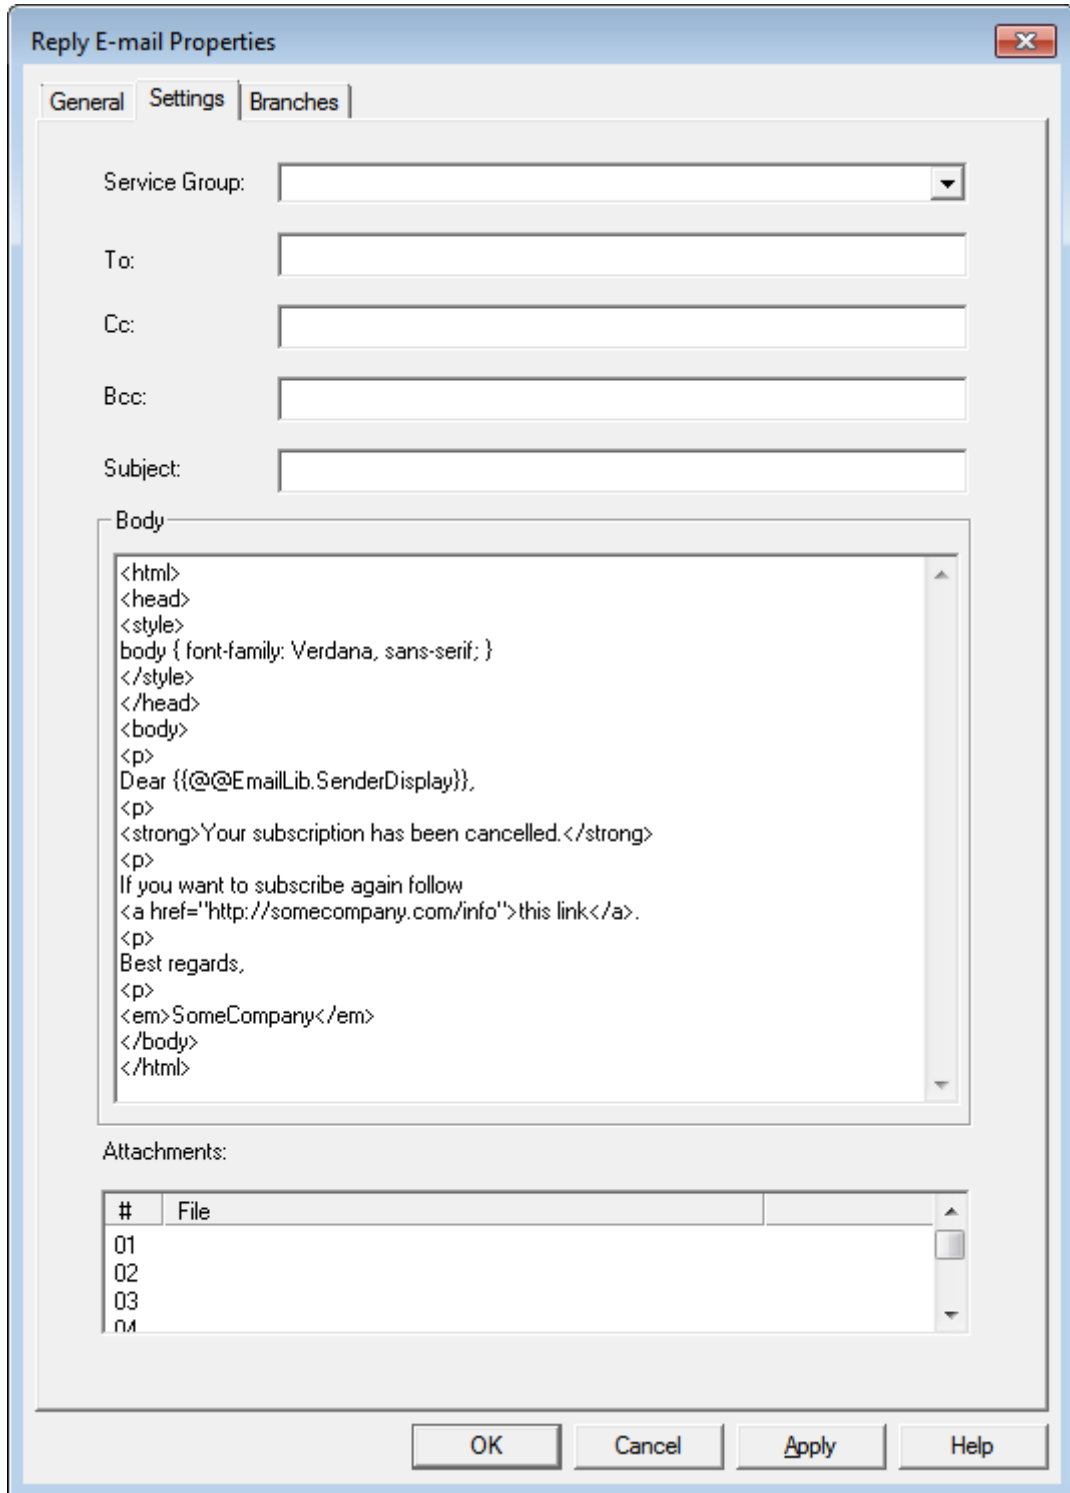 Reply E-mail Properties
General Settings Branches
Service Group:
To:
Cc:
Bcc:
Subject:
Body
<html>
<head>
<style>
body { font-family: Verdana, sans-serif; }
</style>
</head>
<body>
<p>
Dear {{@@EmailLib.SenderDisplay}},
<p>
<strong>Your subscription has been cancelled.</strong>
<p>
If you want to subscribe again follow
<a href="http://somecompany.com/info">this link</a>.
<p>
Best regards,
<p>
<em>SomeCompany</em>
</body>
</html>
Attachments:
# File
01
02
03
04
OK Cancel Apply Help